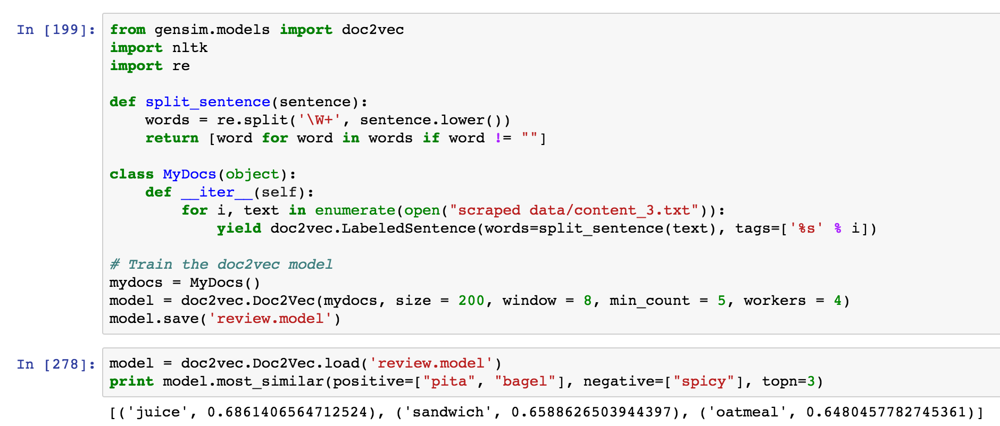 In [199]: from gensim.models import doc2vec
import nltk
import re
def split_sentence(sentence):
    words = re.split('\W+', sentence.lower())
    return [word for word in words if word != ""]
class MyDocs(object):
    def __iter__(self):
        for i, text in enumerate(open("scraped data/content_3.txt")):
            yield doc2vec.LabeledSentence(words=split_sentence(text), tags=['%s' % i])
# Train the doc2vec model
mydocs = MyDocs()
model = doc2vec.Doc2Vec(mydocs, size = 200, window = 8, min_count = 5, workers = 4)
model.save('review.model')
In [278]: model = doc2vec.Doc2Vec.load('review.model')
print model.most_similar(positive=["pita", "bagel"], negative=["spicy"], topn=3)
[('juice', 0.6861406564712524), ('sandwich', 0.6588626503944397), ('oatmeal', 0.6480457782745361)]